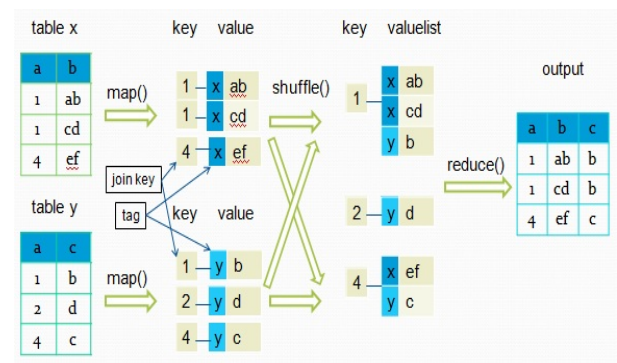 table x
a b
1 ab
1 cd
4 ef
map()
key value
1 x ab
1 x cd
4 x ef
shuffle()
join key
tag
table y
a c
1 b
2 d
4 c
map()
key value
1 y b
2 y d
4 y c
key valuelist
1
x ab
x cd
y b
2 y d
4
x ef
y c
reduce()
output
a b c
1 ab b
1 cd b
4 ef c